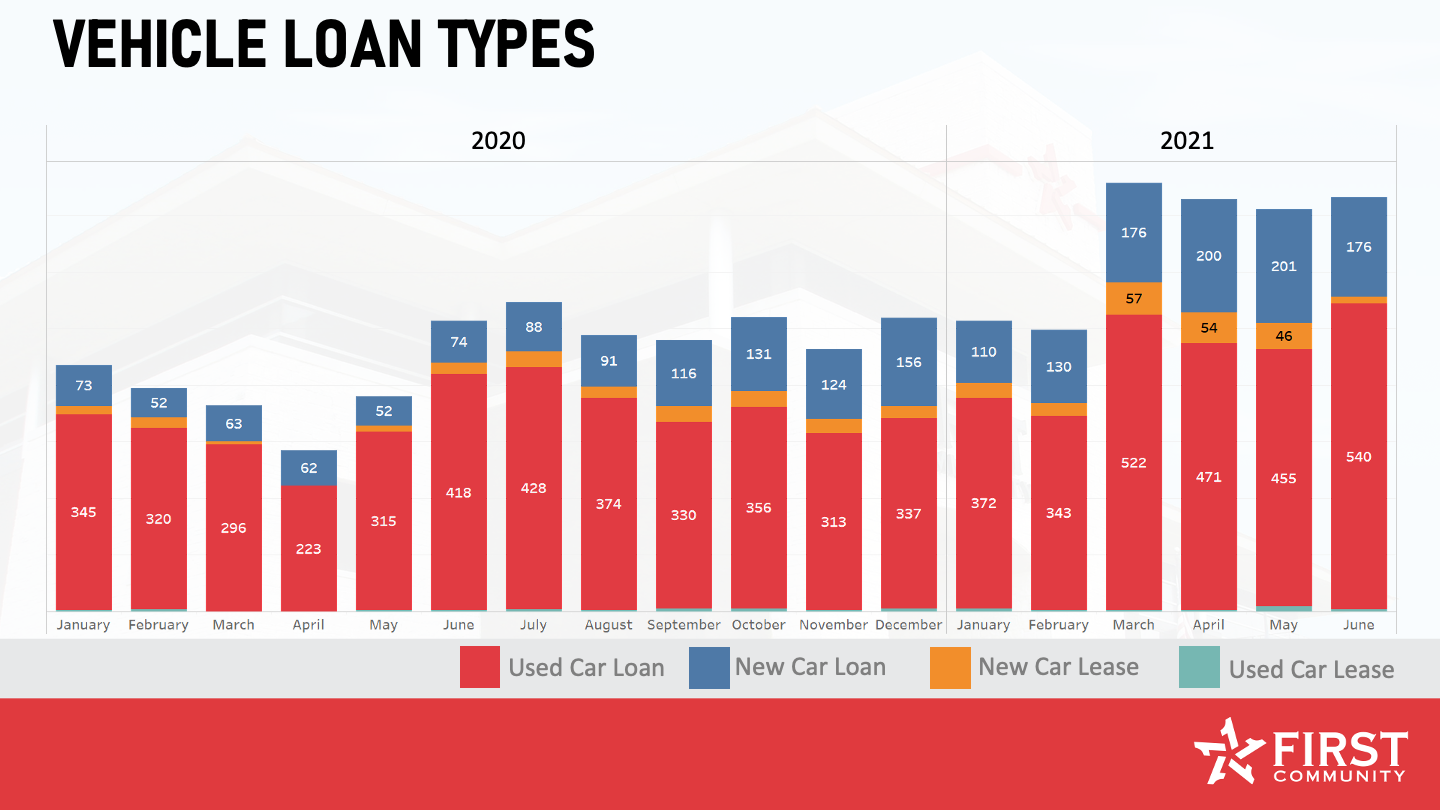 VEHICLE LOAN TYPES
2020 2021
176 200 201 176
57 54 46
73 52 63 62 52 74 88 91 116 131 124 156 110 130
345 320 296 223 315 418 428 374 330 356 313 337 372 343 522 471 455 540
January February March April May June July August September October November December January February March April May June
Used Car Loan New Car Loan New Car Lease Used Car Lease
FIRST
COMMUNITY